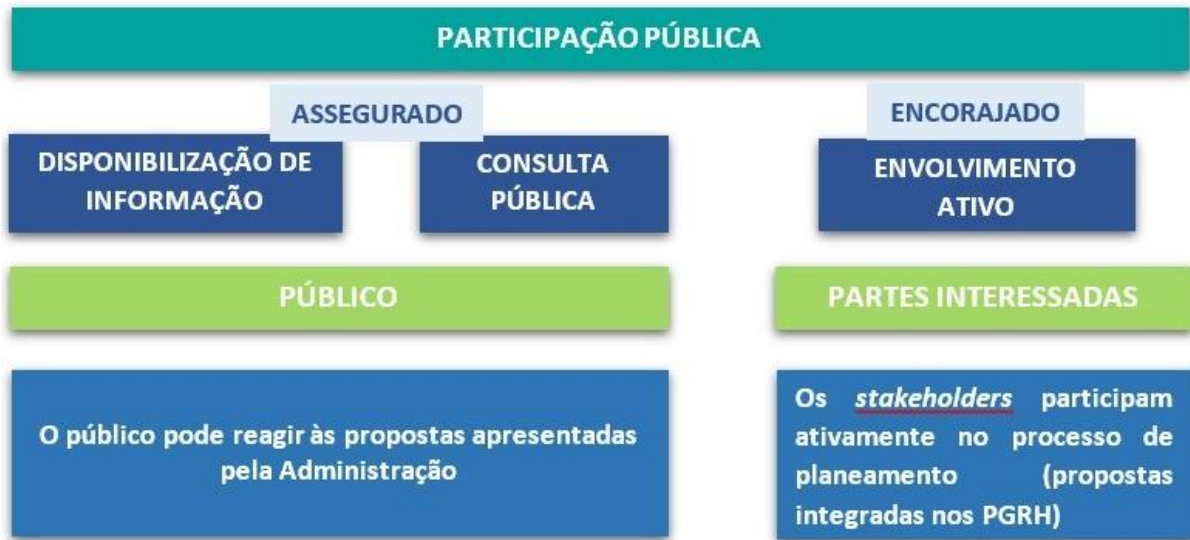 PARTICIPAÇÃO PÚBLICA
ASSEGURADO
DISPONIBILIZAÇÃO DE
INFORMAÇÃO
CONSULTA
PÚBLICA
ENCORAJADO
ENVOLVIMENTO
ATIVO
PÚBLICO
PARTES INTERESSADAS
O público pode reagir às propostas apresentadas
pela Administração
Os stakeholders participam
ativamente no processo de
planeamento (propostas
integradas nos PGRH)